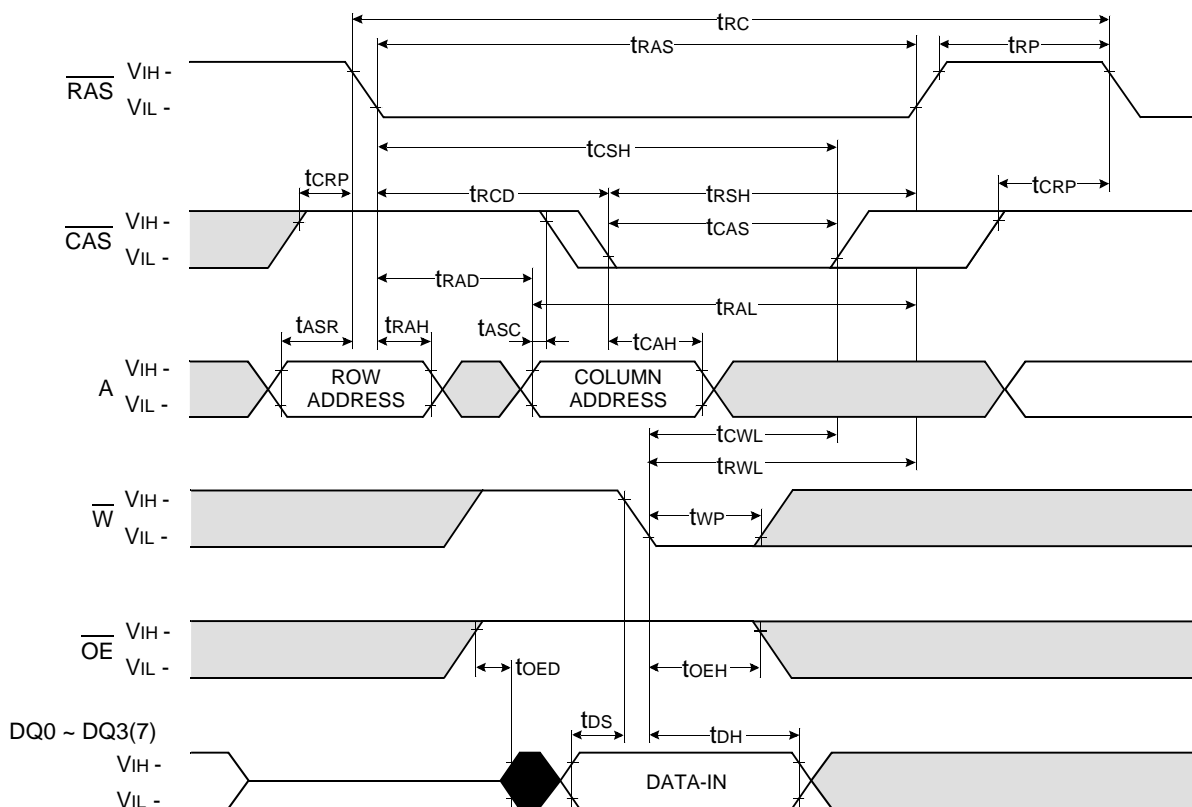 tRC
tRAS
tRP
RAS
VIH -
VIL -
tCSH
tCRP
tRCD
tRSH
tCRP
CAS
VIH -
VIL -
tCAS
tRAD
tRAL
tASR
tRAH
tASC
tCAH
A
VIH -
VIL -
ROW
ADDRESS
COLUMN
ADDRESS
tCWL
tRWL
W
VIH -
VIL -
tWP
OE
VIH -
VIL -
tOED
tOEH
DQ0 ~ DQ3(7)
tDS
tDH
VIH -
VIL -
DATA-IN